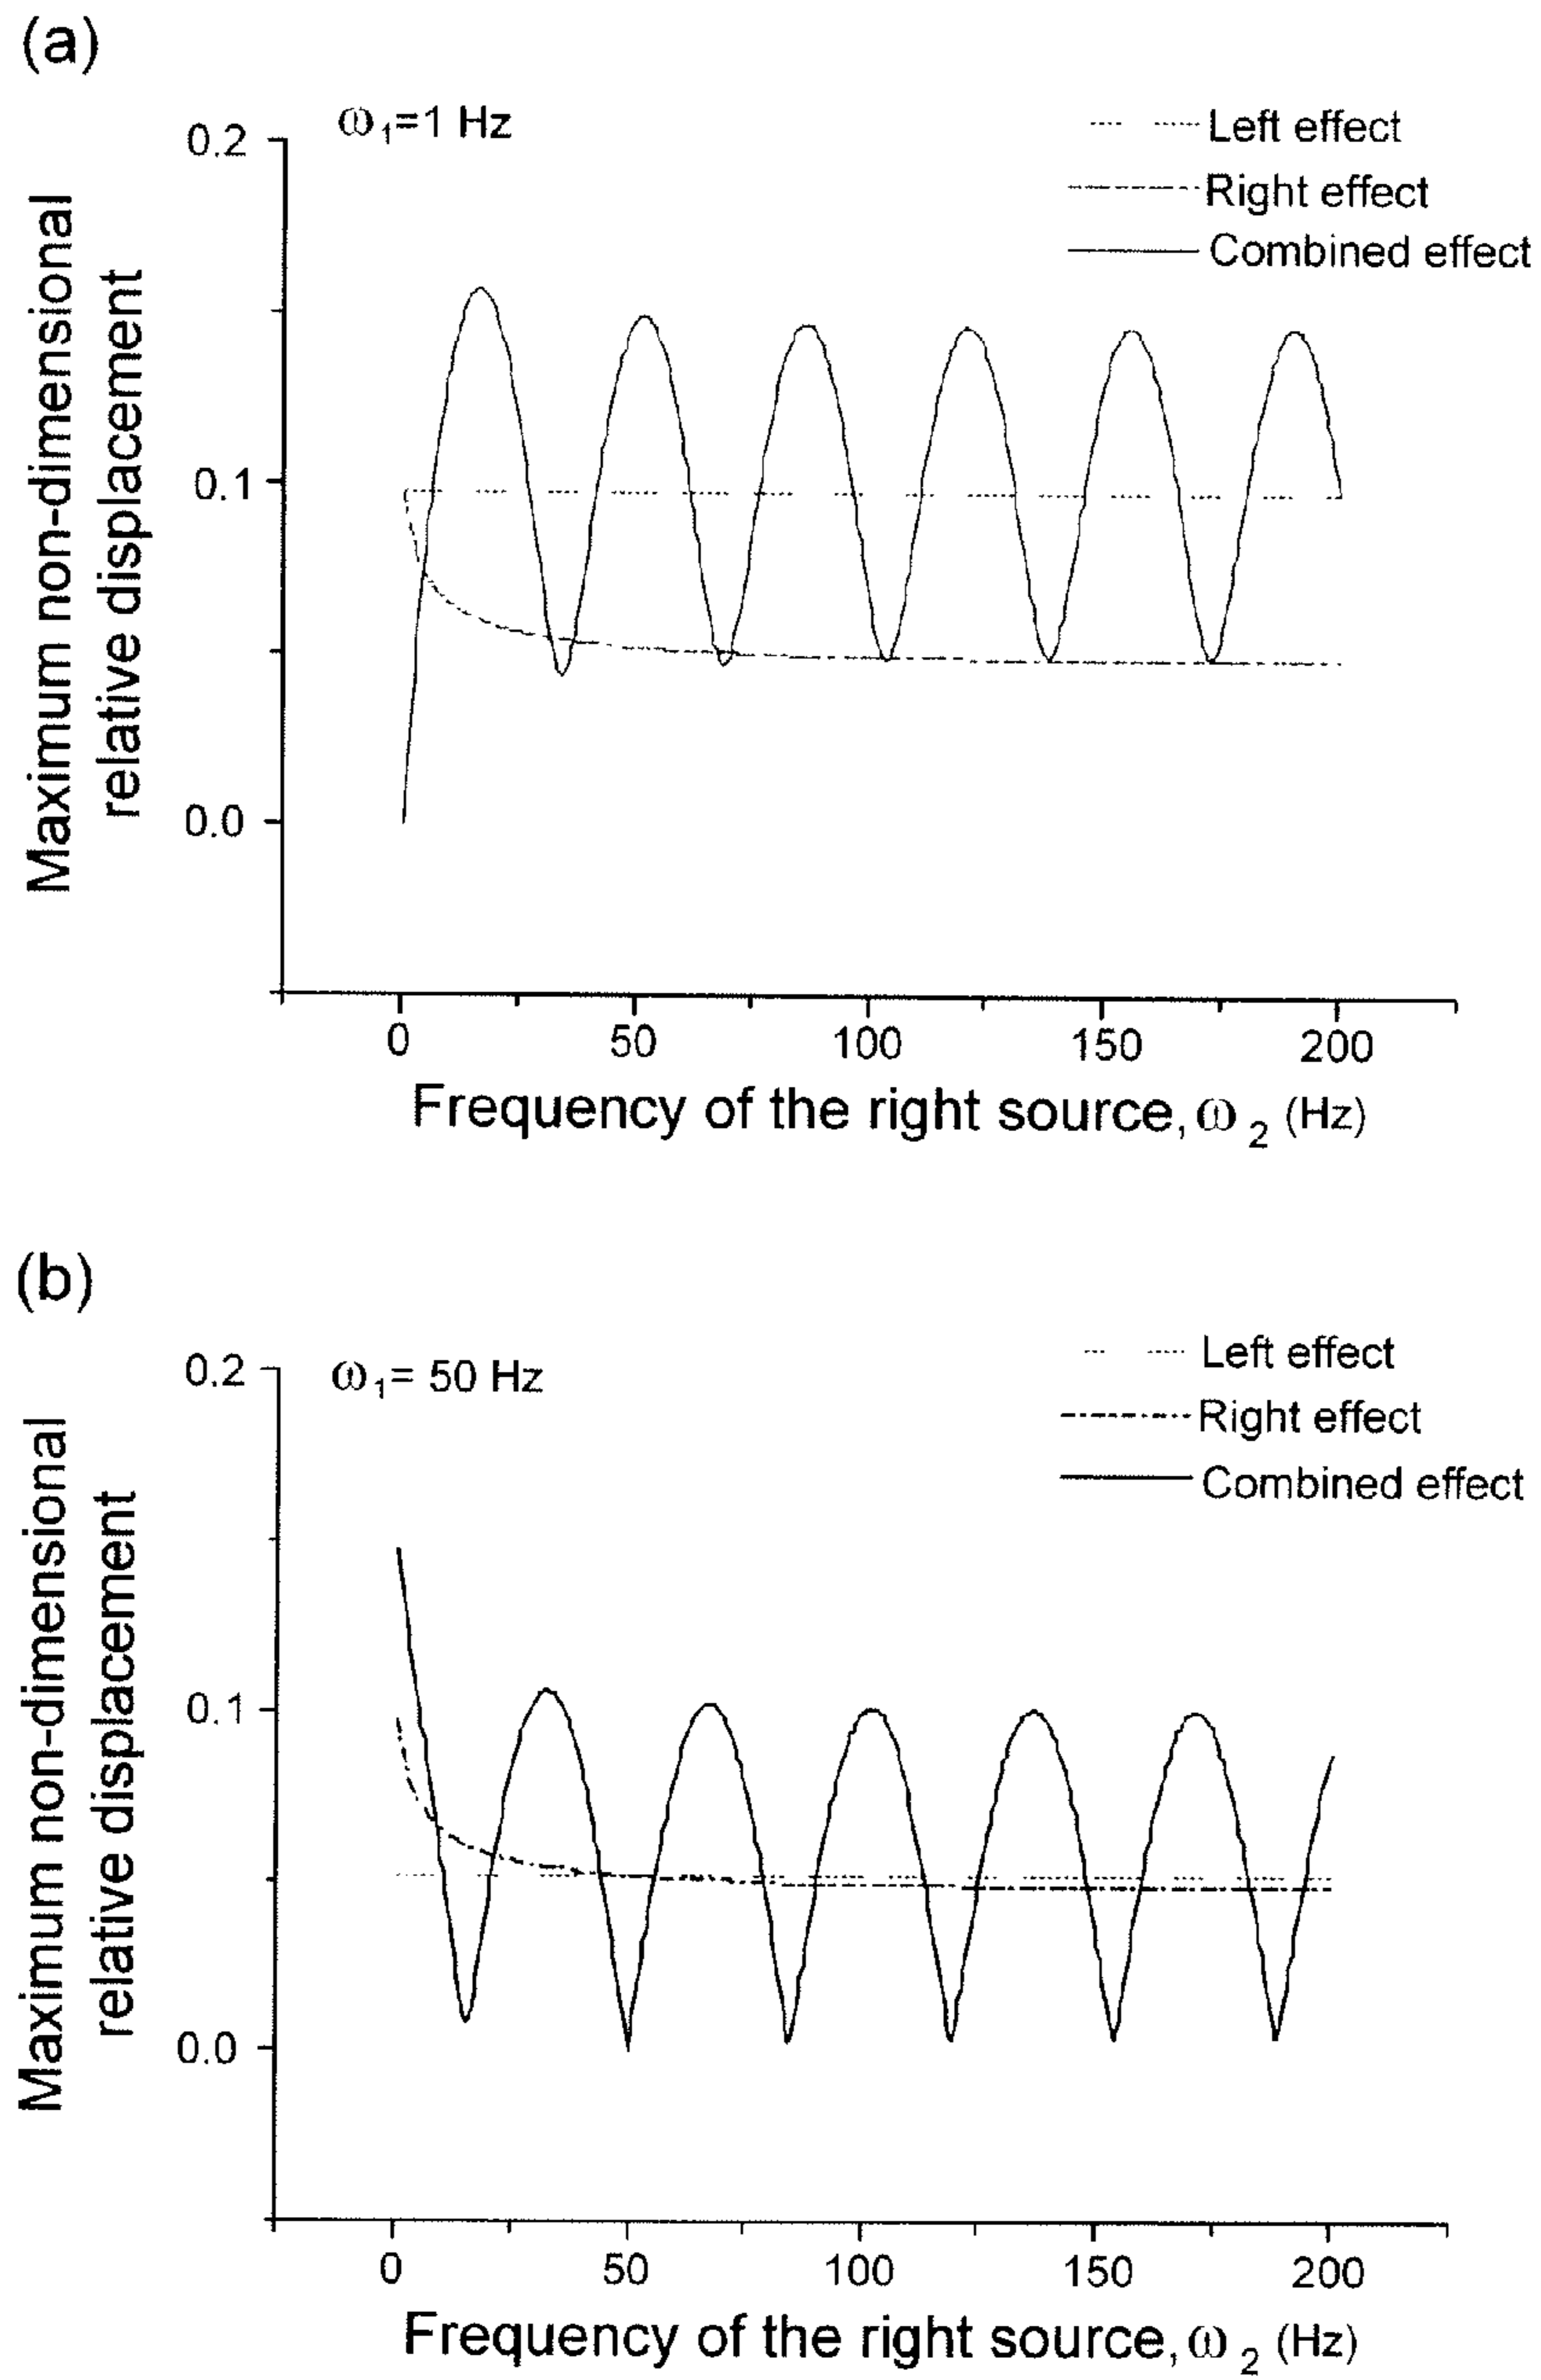 (a)
ω1=1 Hz
Left effect
Right effect
Combined effect
0.2
0.1
0.0
Maximum non-dimensional
relative displacement
0 50 100 150 200
Frequency of the right source, ω2 (Hz)
(b)
ω1= 50 Hz
Left effect
Right effect
Combined effect
0.2
0.1
0.0
Maximum non-dimensional
relative displacement
0 50 100 150 200
Frequency of the right source, ω2 (Hz)